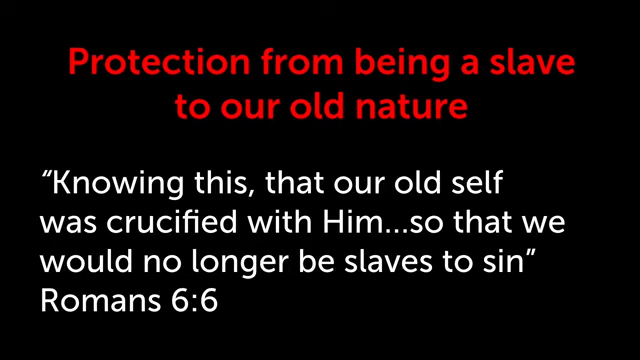 Protection from being a slave
to our old nature
“Knowing this, that our old self
was crucified with Him...so that we
would no longer be slaves to sin”
Romans 6:6